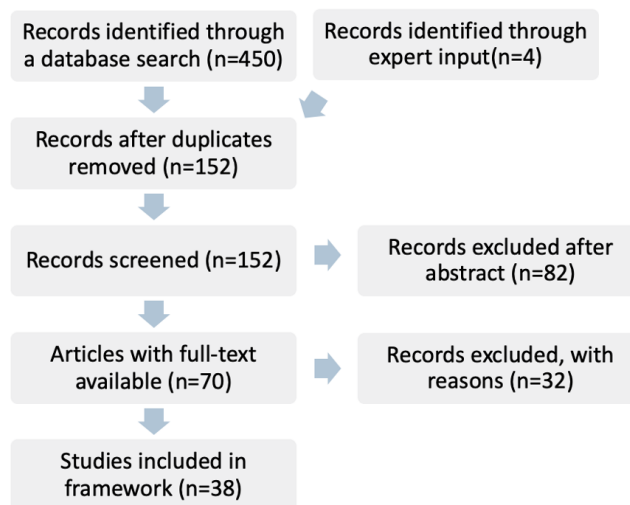 Records identified through
a database search (n=450)
Records identified through
expert input(n=4)
Records after duplicates
removed (n=152)
Records screened (n=152)
Records excluded after
abstract (n=82)
Articles with full-text
available (n=70)
Records excluded, with
reasons (n=32)
Studies included in
framework (n=38)